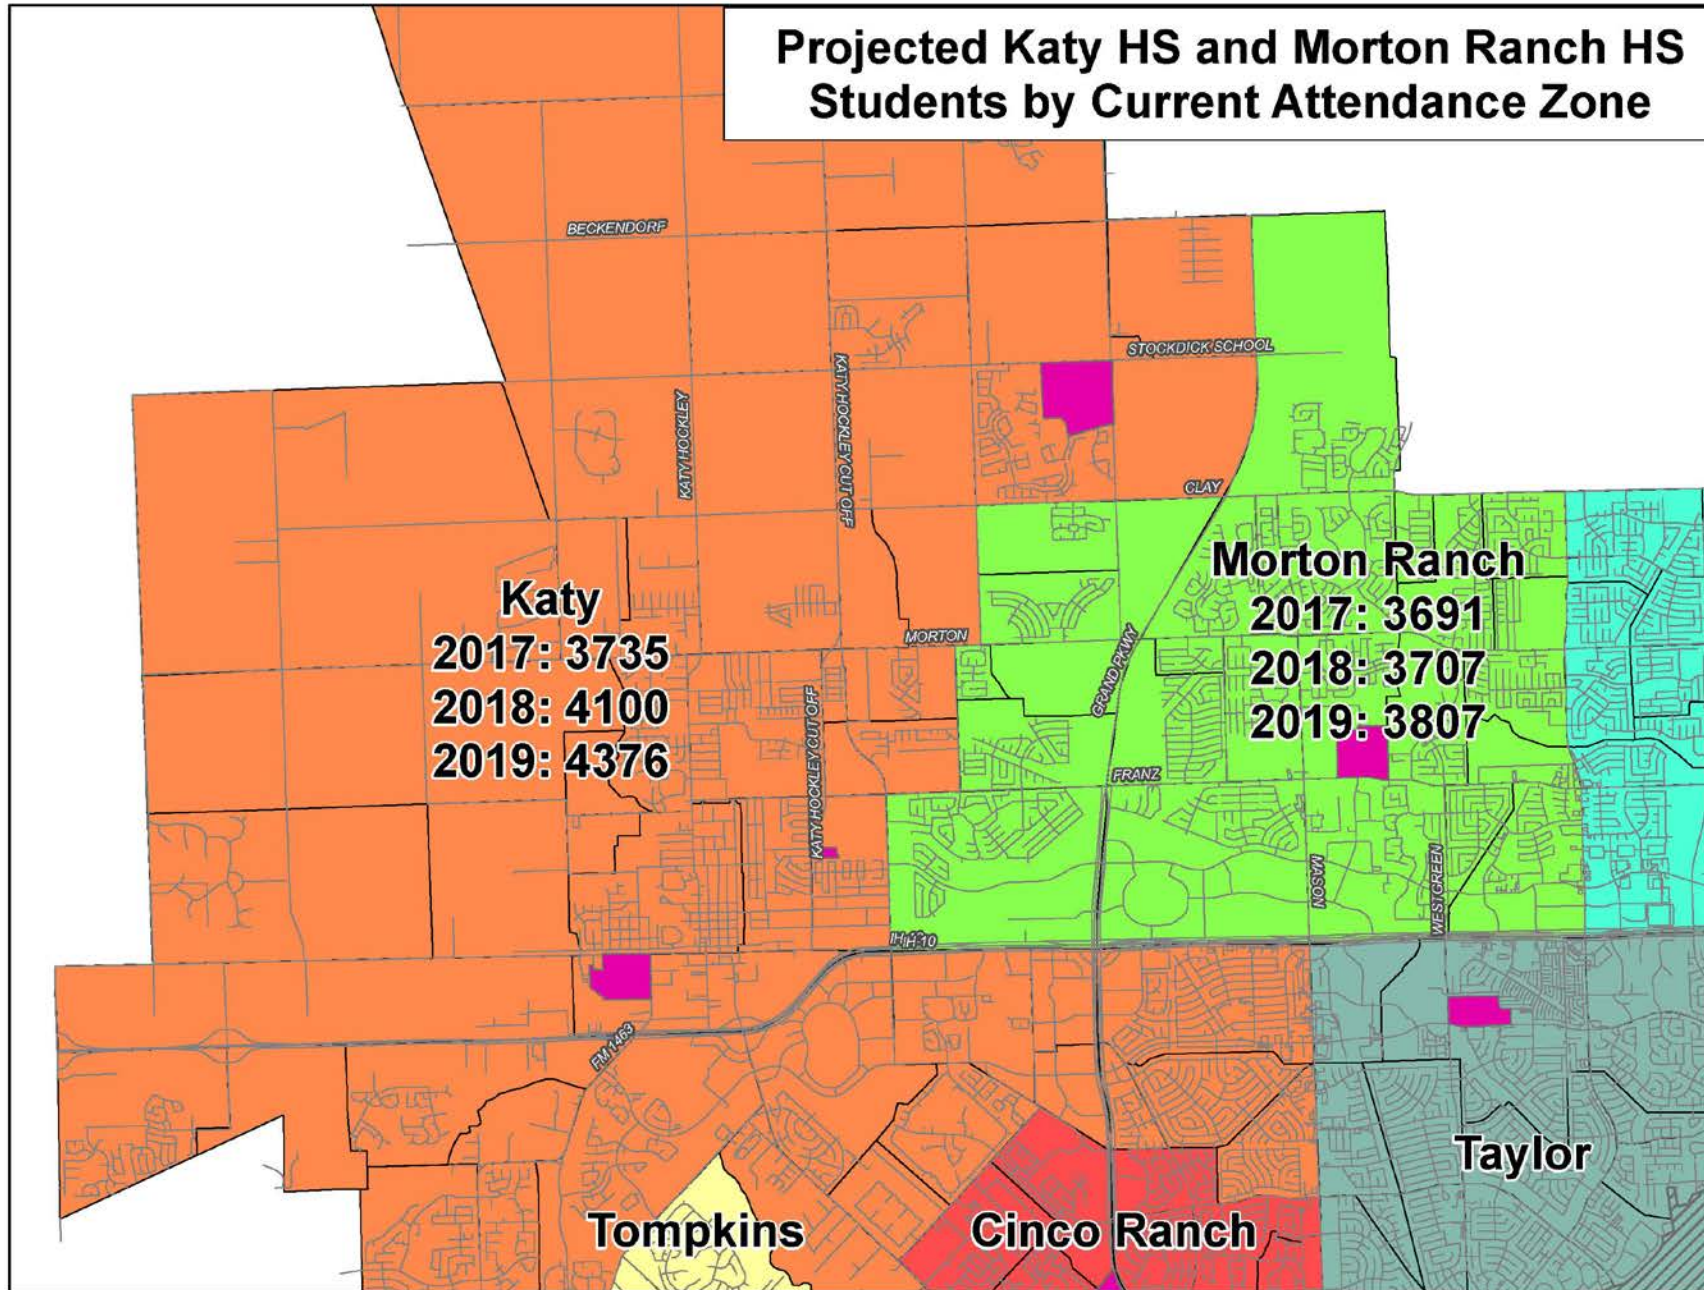 Projected Katy HS and Morton Ranch HS
Students by Current Attendance Zone
BECKENDORF
STOCKDICK SCHOOL
KATY HOCKLEY
KATY HOCKLEY CUT OFF
CLAY
Katy
2017: 3735
2018: 4100
2019: 4376
Morton Ranch
2017: 3691
2018: 3707
2019: 3807
MORTON
GRAND PKWY
KATY HOCKLEY CUT OFF
FRANZ
MASON
WESTGREEN
IH 10
FM 1463
Taylor
Tompkins
Cinco Ranch